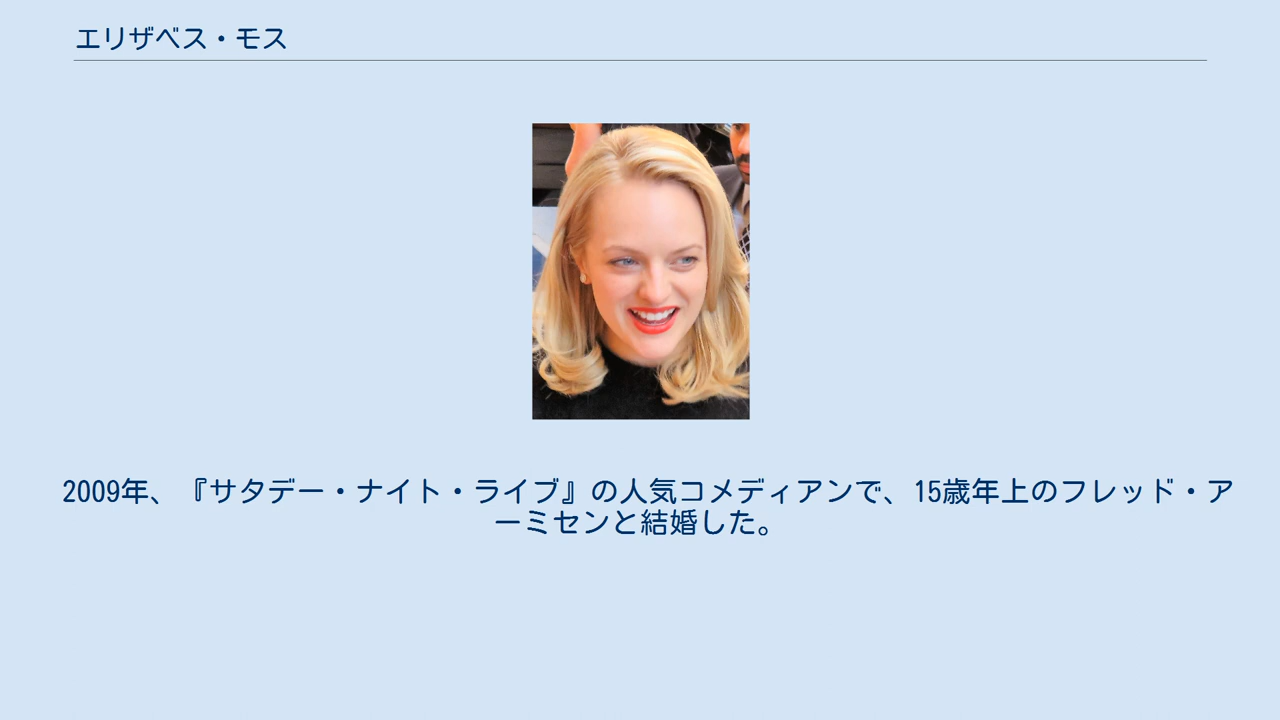 エリザベス・モス
2009年、『サタデー・ナイト・ライブ』の人気コメディアンで、15歳年上のフレッド・ア
ーミセンと結婚した。